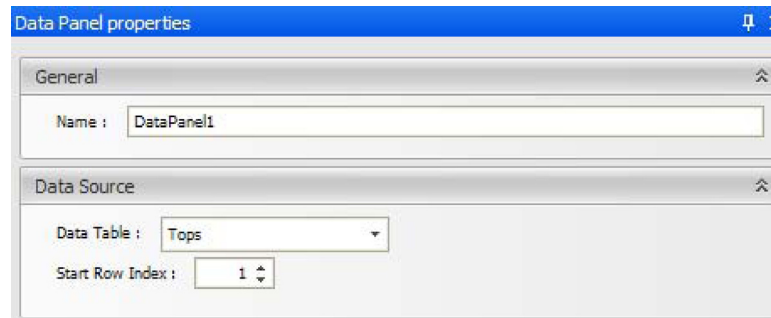 Data Panel properties
General
Name : DataPanel1
Data Source
Data Table : Tops
Start Row Index : 1